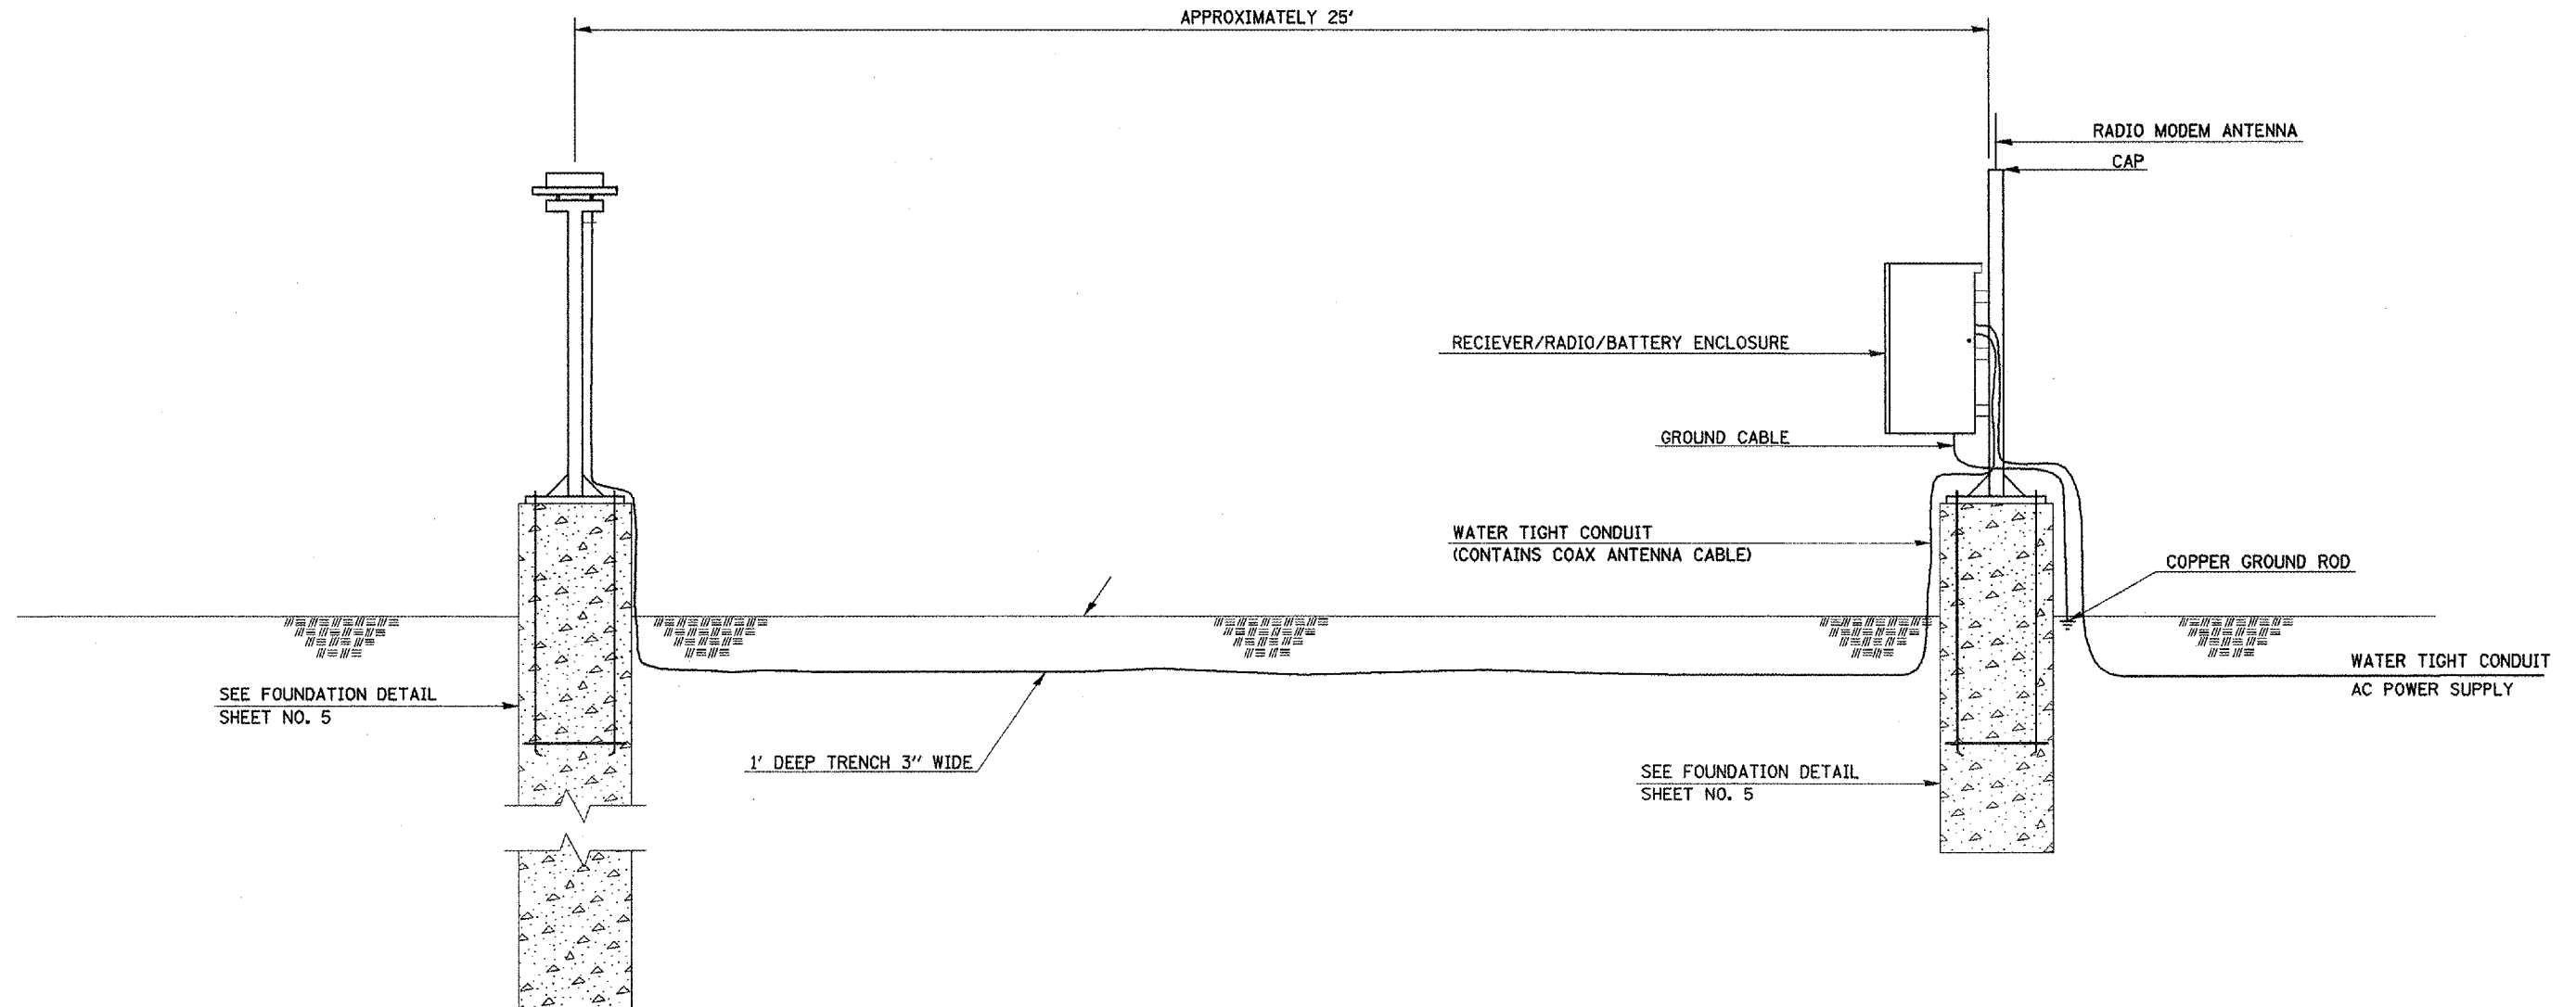 APPROXIMATELY 25'
RADIO MODEM ANTENNA
CAP
RECIEVER/RADIO/BATTERY ENCLOSURE
GROUND CABLE
WATER TIGHT CONDUIT
(CONTAINS COAX ANTENNA CABLE)
COPPER GROUND ROD
WATER TIGHT CONDUIT
AC POWER SUPPLY
SEE FOUNDATION DETAIL
SHEET NO. 5
1' DEEP TRENCH 3" WIDE
SEE FOUNDATION DETAIL
SHEET NO. 5